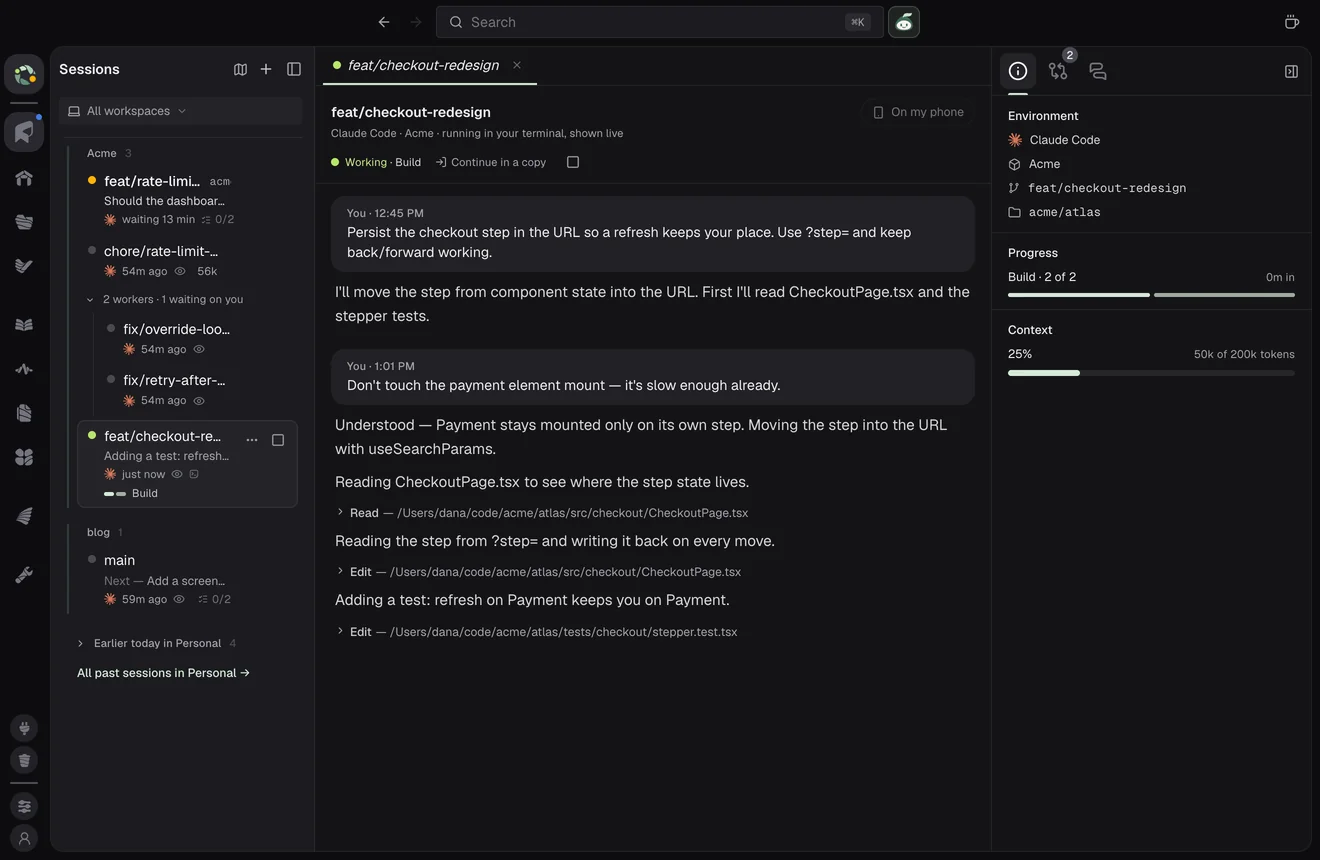 Search
⌘K
Sessions
All workspaces
Acme 3
feat/rate-limi... acm
Should the dashboar...
waiting 13 min 0/2
chore/rate-limit-...
54m ago 56k
2 workers · 1 waiting on you
fix/override-loo...
54m ago
fix/retry-after-...
54m ago
feat/checkout-re...
Adding a test: refresh...
just now
Build
blog 1
main
Next — Add a screen...
59m ago 0/2
Earlier today in Personal 4
All past sessions in Personal →
feat/checkout-redesign
feat/checkout-redesign
On my phone
Claude Code · Acme · running in your terminal, shown live
Working · Build Continue in a copy
You · 12:45 PM
Persist the checkout step in the URL so a refresh keeps your place. Use ?step= and keep
back/forward working.
I'll move the step from component state into the URL. First I'll read CheckoutPage.tsx and the
stepper tests.
You · 1:01 PM
Don't touch the payment element mount — it's slow enough already.
Understood — Payment stays mounted only on its own step. Moving the step into the URL
with useSearchParams.
Reading CheckoutPage.tsx to see where the step state lives.
Read — /Users/dana/code/acme/atlas/src/checkout/CheckoutPage.tsx
Reading the step from ?step= and writing it back on every move.
Edit — /Users/dana/code/acme/atlas/src/checkout/CheckoutPage.tsx
Adding a test: refresh on Payment keeps you on Payment.
Edit — /Users/dana/code/acme/atlas/tests/checkout/stepper.test.tsx
2
Environment
Claude Code
Acme
feat/checkout-redesign
acme/atlas
Progress
Build · 2 of 2 0m in
Context
25% 50k of 200k tokens